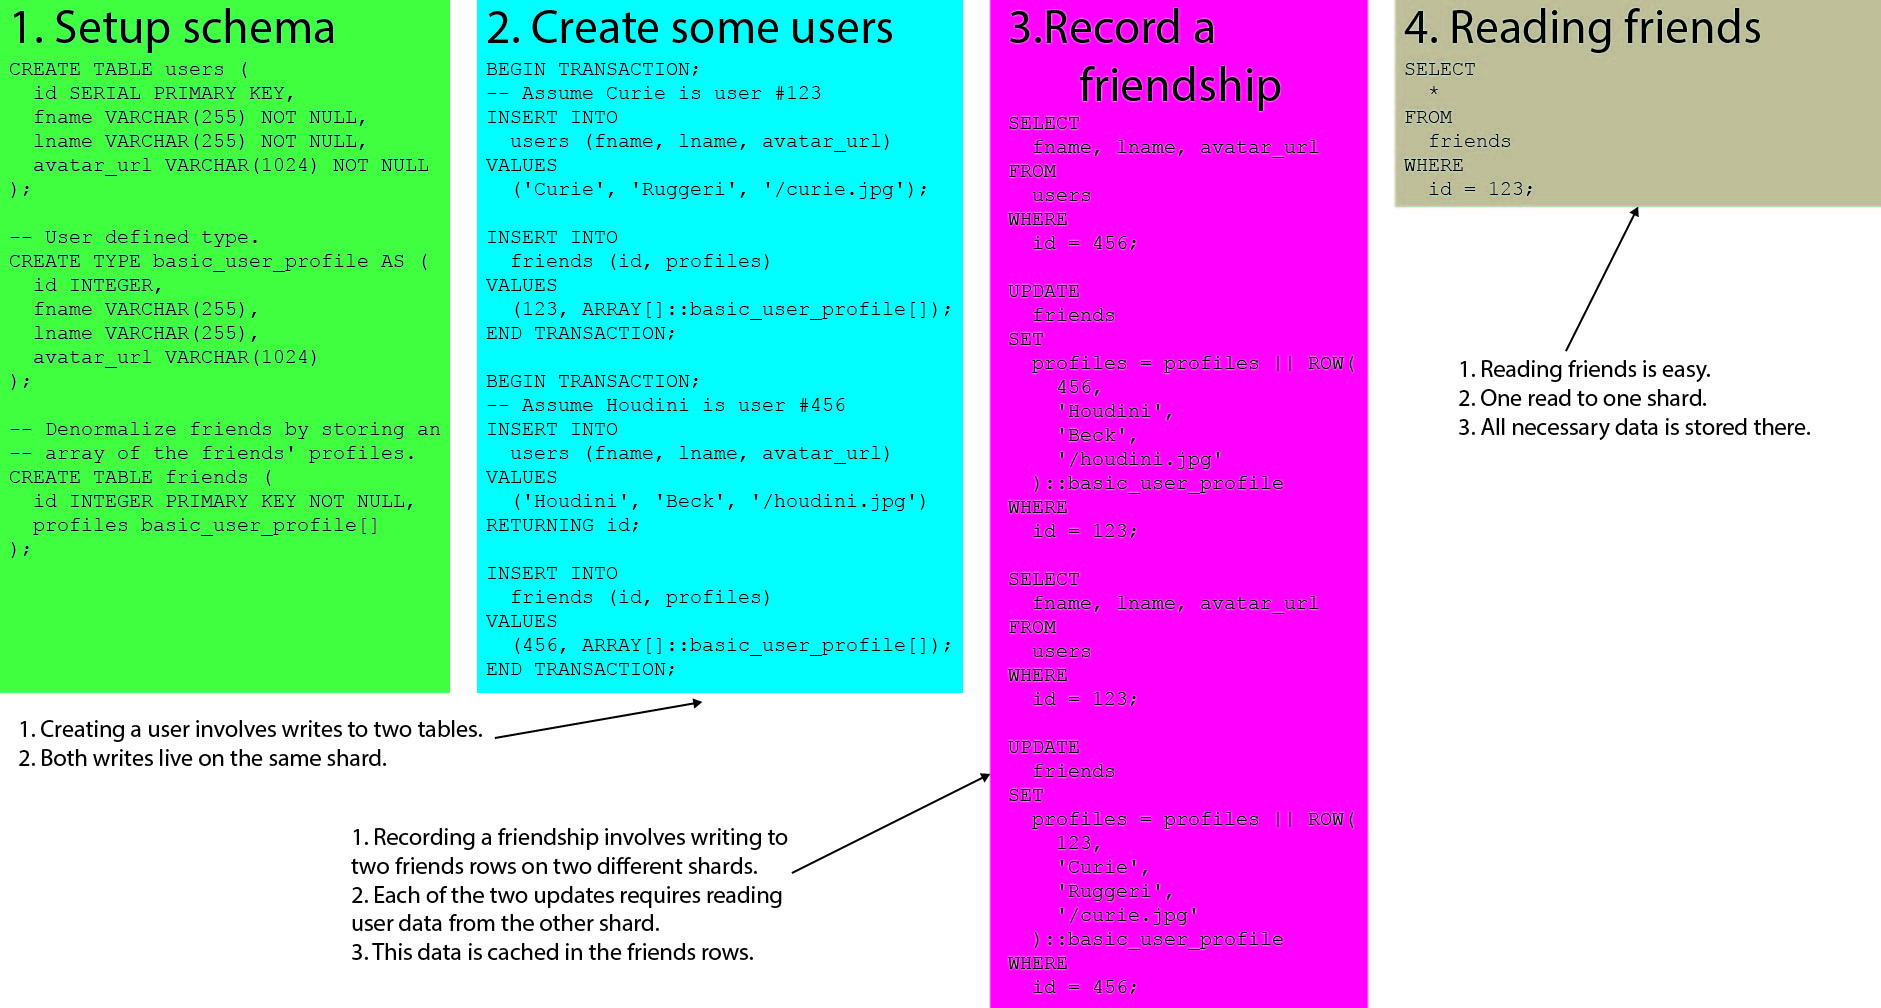 1. Setup schema
CREATE TABLE users (
  id SERIAL PRIMARY KEY,
  fname VARCHAR(255) NOT NULL,
  lname VARCHAR(255) NOT NULL,
  avatar_url VARCHAR(1024) NOT NULL
);
-- User defined type.
CREATE TYPE basic_user_profile AS (
  id INTEGER,
  fname VARCHAR(255),
  lname VARCHAR(255),
  avatar_url VARCHAR(1024)
);
-- Denormalize friends by storing an
-- array of the friends' profiles.
CREATE TABLE friends (
  id INTEGER PRIMARY KEY NOT NULL,
  profiles basic_user_profile[]
);
2. Create some users
BEGIN TRANSACTION;
-- Assume Curie is user #123
INSERT INTO
  users (fname, lname, avatar_url)
VALUES
  ('Curie', 'Ruggeri', '/curie.jpg');
INSERT INTO
  friends (id, profiles)
VALUES
  (123, ARRAY[]::basic_user_profile[]);
END TRANSACTION;
BEGIN TRANSACTION;
-- Assume Houdini is user #456
INSERT INTO
  users (fname, lname, avatar_url)
VALUES
  ('Houdini', 'Beck', '/houdini.jpg')
RETURNING id;
INSERT INTO
  friends (id, profiles)
VALUES
  (456, ARRAY[]::basic_user_profile[]);
END TRANSACTION;
1. Creating a user involves writes to two tables.
2. Both writes live on the same shard.
3.Record a
friendship
SELECT
  fname, lname, avatar_url
FROM
  users
WHERE
  id = 456;
UPDATE
  friends
SET
  profiles = profiles || ROW(
    456,
    'Houdini',
    'Beck',
    '/houdini.jpg'
  )::basic_user_profile
WHERE
  id = 123;
SELECT
  fname, lname, avatar_url
FROM
  users
WHERE
  id = 123;
UPDATE
  friends
SET
  profiles = profiles || ROW(
    123,
    'Curie',
    'Ruggeri',
    '/curie.jpg'
  )::basic_user_profile
WHERE
  id = 456;
1. Recording a friendship involves writing to
two friends rows on two different shards.
2. Each of the two updates requires reading
user data from the other shard.
3. This data is cached in the friends rows.
4. Reading friends
SELECT
  *
FROM
  friends
WHERE
  id = 123;
1. Reading friends is easy.
2. One read to one shard.
3. All necessary data is stored there.